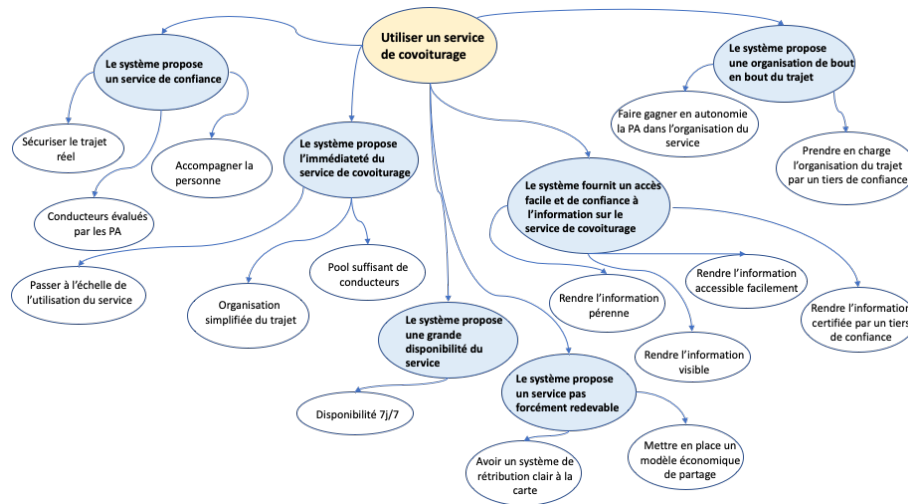 Utiliser un service
de covoiturage
Le système propose
un service de confiance
Le système propose
une organisation de bout
en bout du trajet
Sécuriser le trajet
réel
Accompagner la
personne
Conducteurs évalués
par les PA
Le système propose
l'immédiateté du
service de covoiturage
Faire gagner en autonomie
la PA dans l'organisation du
service
Prendre en charge
l'organisation du trajet
par un tiers de confiance
Le système fournit un accès
facile et de confiance à
l'information sur le
service de covoiturage
Passer à l'échelle de
l'utilisation du service
Organisation
simplifiée du trajet
Pool suffisant de
conducteurs
Rendre l'information
pérenne
Rendre l'information
accessible facilement
Rendre l'information
certifiée par un tiers
de confiance
Rendre l'information
visible
Le système propose
une grande
disponibilité du
service
Le système propose
un service pas
forcément redevable
Disponibilité 7j/7
Avoir un système de
rétribution clair à la
carte
Mettre en place un
modèle économique
de partage